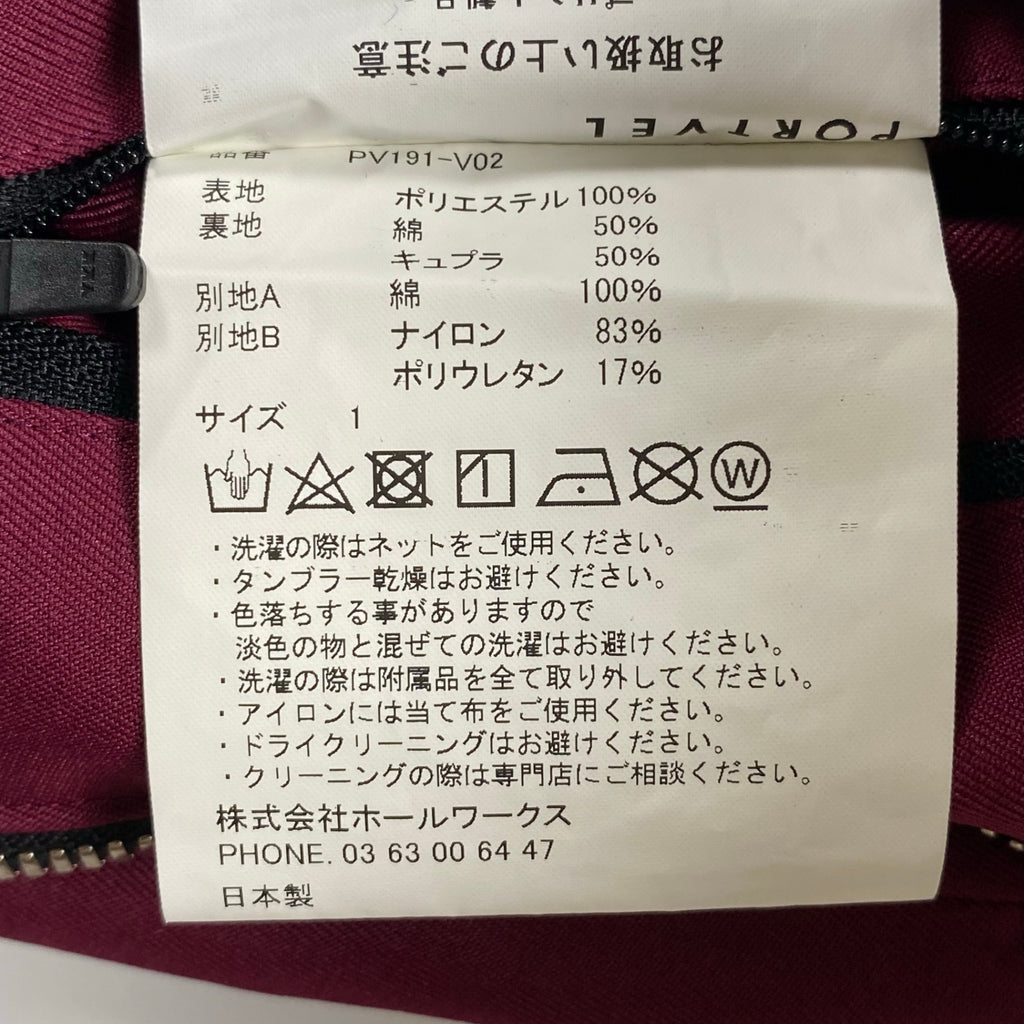 お取扱い上のご注意
PORTVEL
品番 PV191-V02
表地 ポリエステル 100%
裏地 綿 50%
キュプラ 50%
別地A 綿 100%
別地B ナイロン 83%
ポリウレタン 17%
サイズ 1
W
・洗濯の際はネットをご使用ください。
・タンブラー乾燥はお避けください。
・色落ちする事がありますので
淡色の物と混ぜての洗濯はお避けください。
・洗濯の際は附属品を全て取り外してください。
・アイロンには当て布をご使用ください。
・ドライクリーニングはお避けください。
・クリーニングの際は専門店にご相談ください。
株式会社ホールワークス
PHONE. 03 63 00 64 47
日本製